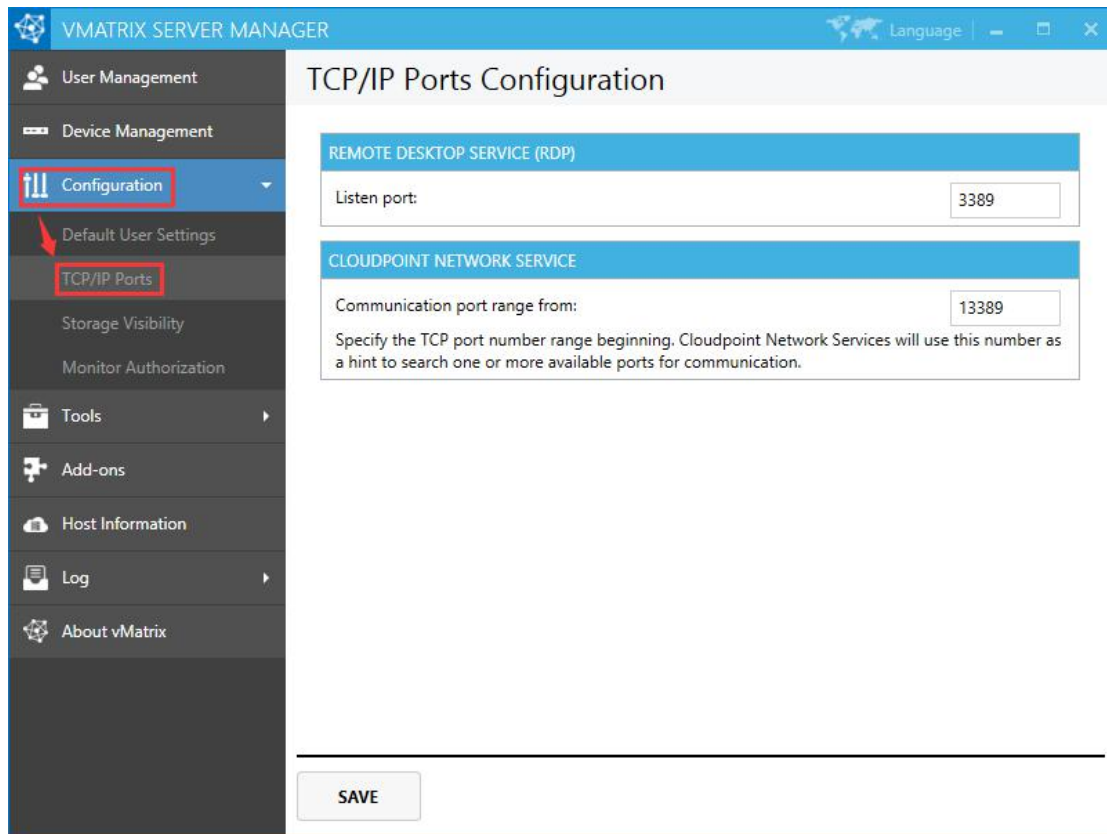 VMATRIX SERVER MANAGER
Language
User Management
Device Management
Configuration
Default User Settings
TCP/IP Ports
Storage Visibility
Monitor Authorization
Tools
Add-ons
Host Information
Log
About vMatrix
TCP/IP Ports Configuration
REMOTE DESKTOP SERVICE (RDP)
Listen port: 3389
CLOUDPOINT NETWORK SERVICE
Communication port range from: 13389
Specify the TCP port number range beginning. Cloudpoint Network Services will use this number as
a hint to search one or more available ports for communication.
SAVE